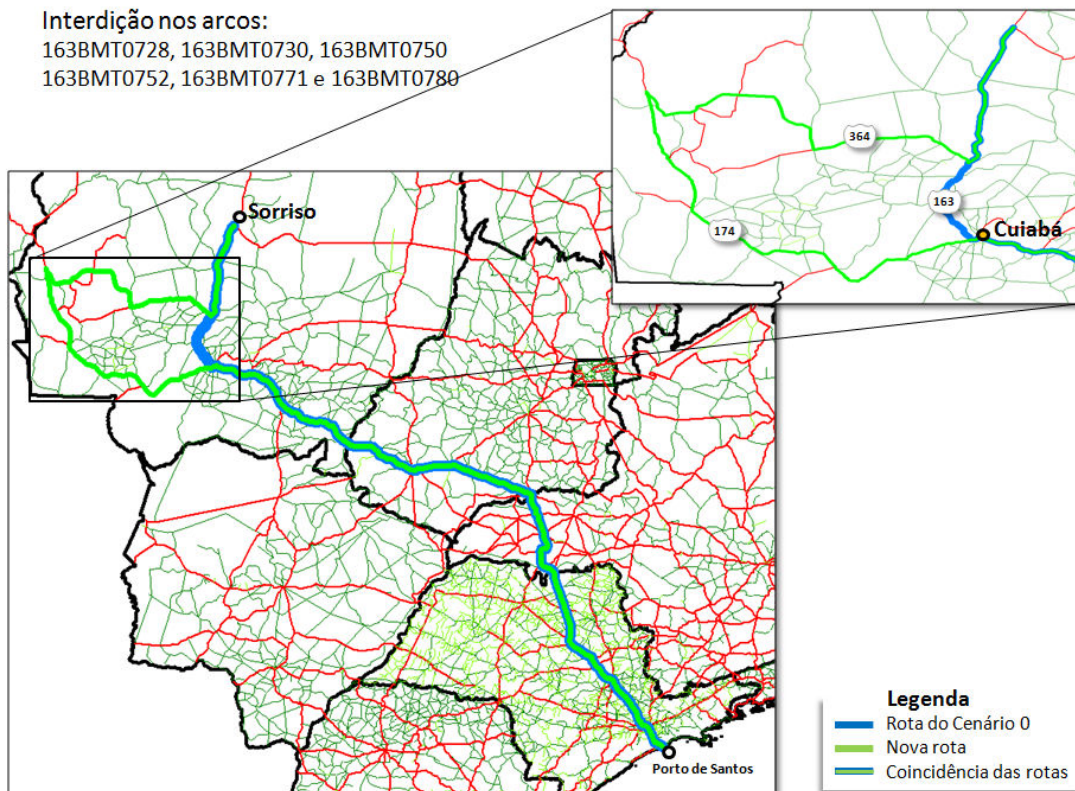 Interdição nos arcos:
163BMT0728, 163BMT0730, 163BMT0750
163BMT0752, 163BMT0771 e 163BMT0780
364
163
174
Cuiabá
Sorriso
Porto de Santos
Legenda
Rota do Cenário 0
Nova rota
Coincidência das rotas